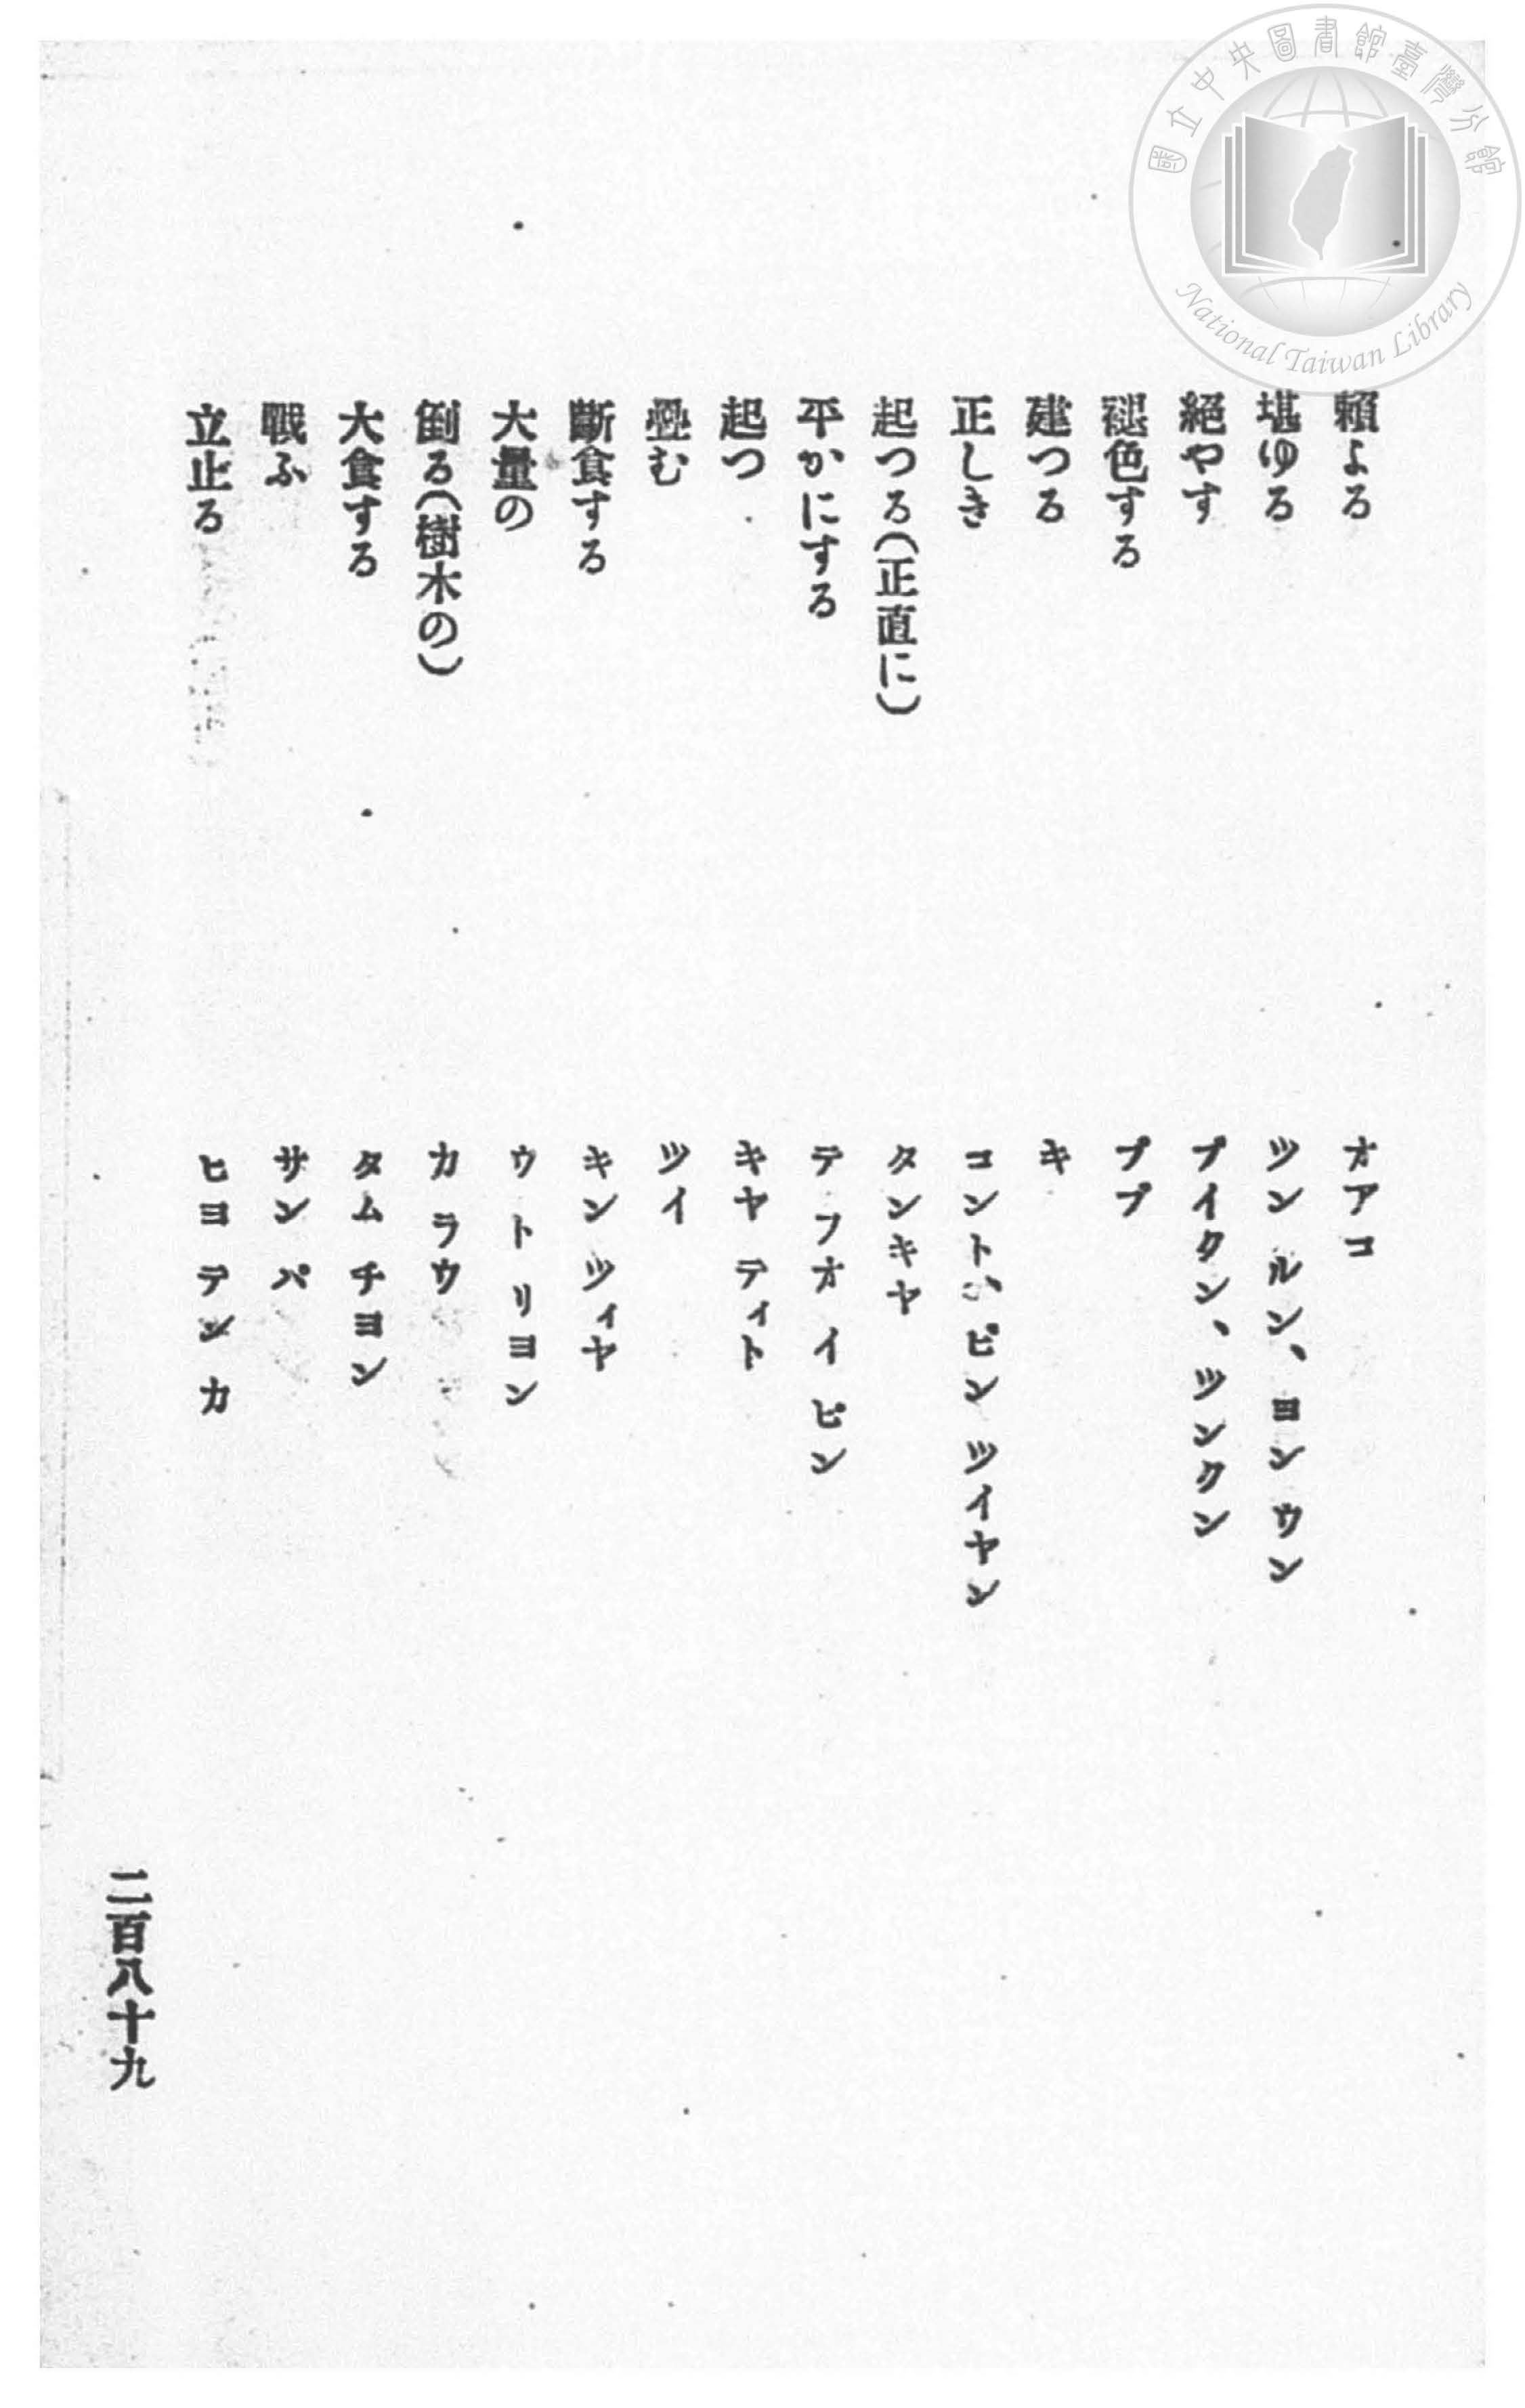 國立中央圖書館臺灣分館
National Taiwan Library
賴よる オアコ
堪ゆる ツン ルン、ヨン ウン
絕やす プイクン、ツンクン
褪色する ププ
建つる キ
正しき コント、ピン ツイヤン
起つる(正直に) タンキヤ
平かにする テ フオ イ ピン
起つ キヤ ティト
疊む ツイ
斷食する キン ツィヤ
大量の ウ ト リヨン
倒る(樹木の) カ ラウ
大食する タム チヨン
戰ふ サン パ
立止る ヒヨ テン カ
二百八十九